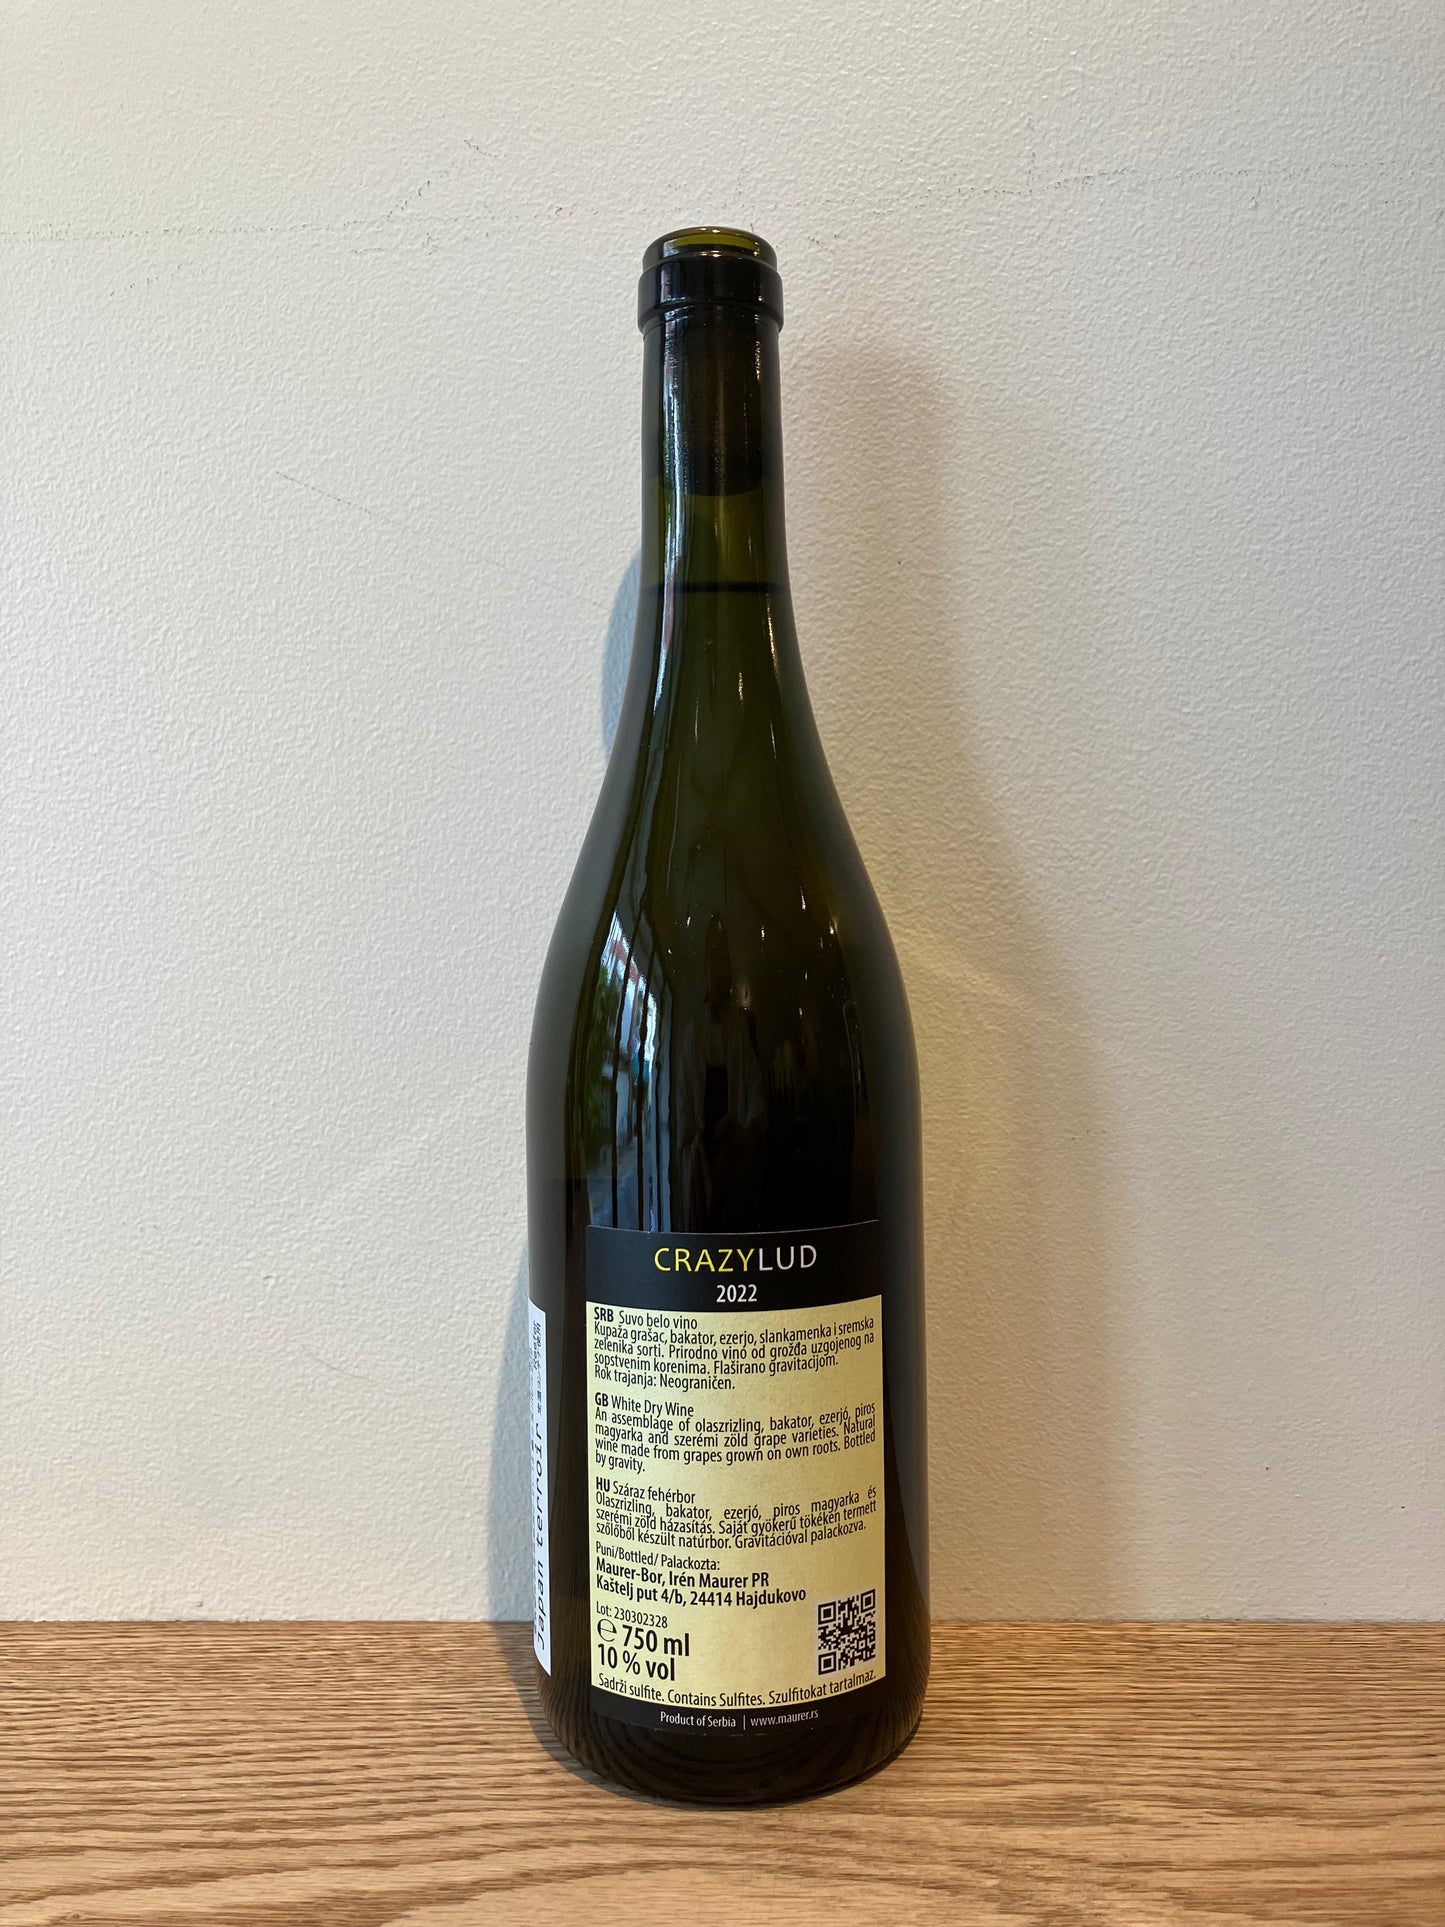 CRAZYLUD
2022
SRB Suvo belo vino
Kupaža grašac, bakator, ezerjo, slankamenka i sremska
zelenika sorti. Prirodno vino od grožđa uzgojenog na
sopstvenim korenima. Flaširano gravitacijom.
Rok trajanja: Neograničen.
GB White Dry Wine
An assemblage of olaszrizling, bakator, ezerjó, piros
magyarka and szerémi zöld grape varieties. Natural
wine made from grapes grown on own roots. Bottled
by gravity.
HU Száraz fehérbor
Olaszrizling, bakator, ezerjó, piros magyarka és
szerémi zöld házasítás. Saját gyökerű tőkéken termett
szőlőből készült natúrbor. Gravitációval palackozva.
Puni/Bottled/ Palackozta:
Maurer-Bor, Irén Maurer PR
Kaštelj put 4/b, 24414 Hajdukovo
Lot: 230302328
℮ 750 ml
10 % vol
Sadrži sulfite. Contains Sulfites. Szulfitokat tartalmaz.
Product of Serbia | www.maurer.rs
Japan terroir